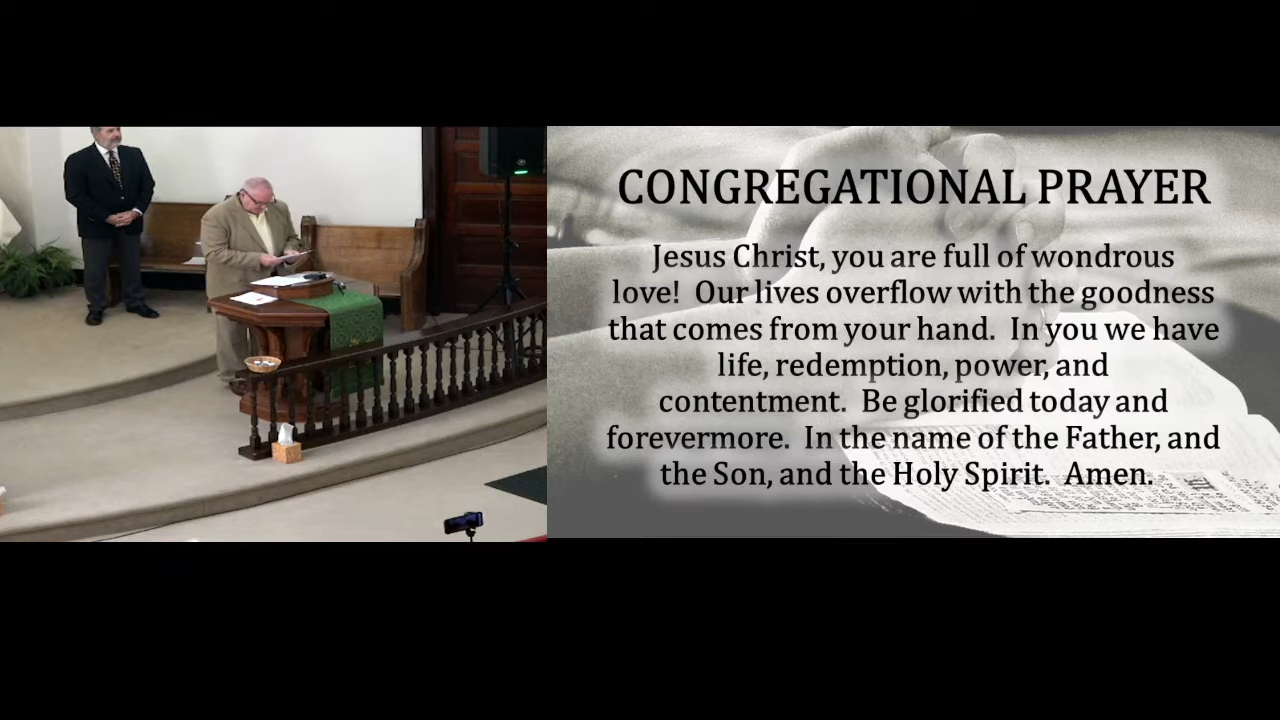 CONGREGATIONAL PRAYER
Jesus Christ, you are full of wondrous
love!  Our lives overflow with the goodness
that comes from your hand.  In you we have
life, redemption, power, and
contentment.  Be glorified today and
forevermore.  In the name of the Father, and
the Son, and the Holy Spirit.  Amen.